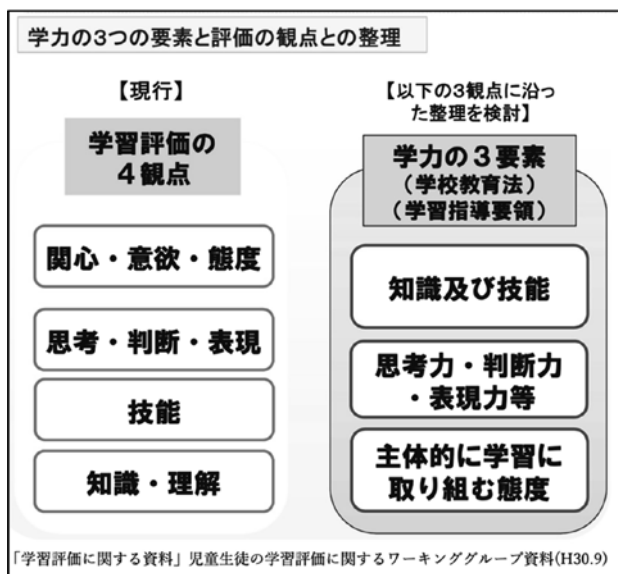 学力の3つの要素と評価の観点との整理
【現行】
学習評価の
4観点
関心・意欲・態度
思考・判断・表現
技能
知識・理解
【以下の3観点に沿っ
た整理を検討】
学力の3要素
(学校教育法)
(学習指導要領)
知識及び技能
思考力・判断力
・表現力等
主体的に学習に
取り組む態度
「学習評価に関する資料」児童生徒の学習評価に関するワーキンググループ資料(H30.9)